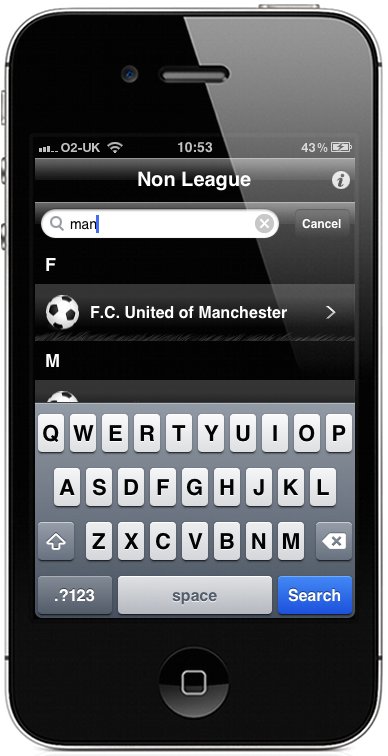 O2-UK 10:53 43%
Non League i
man Cancel
F
F.C. United of Manchester
M
Q W E R T Y U I O P
A S D F G H J K L
Z X C V B N M
.?123 space Search